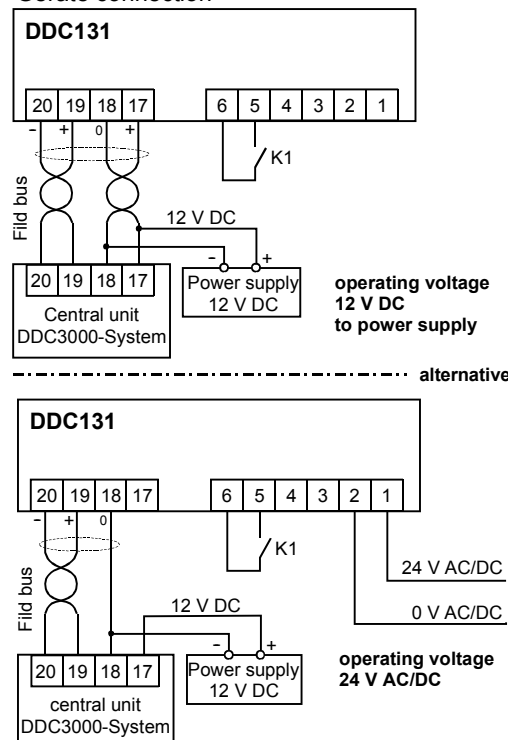 DDC131
20 19 18 17 6 5 4 3 2 1
- + 0 +
K1
Fild bus
12 V DC
- +
20 19 18 17
Power supply
12 V DC
Central unit
DDC3000-System
operating voltage
12 V DC
to power supply
alternative
DDC131
20 19 18 17 6 5 4 3 2 1
- + 0
K1
Fild bus
24 V AC/DC
12 V DC
0 V AC/DC
- +
20 19 18 17
Power supply
12 V DC
central unit
DDC3000-System
operating voltage
24 V AC/DC